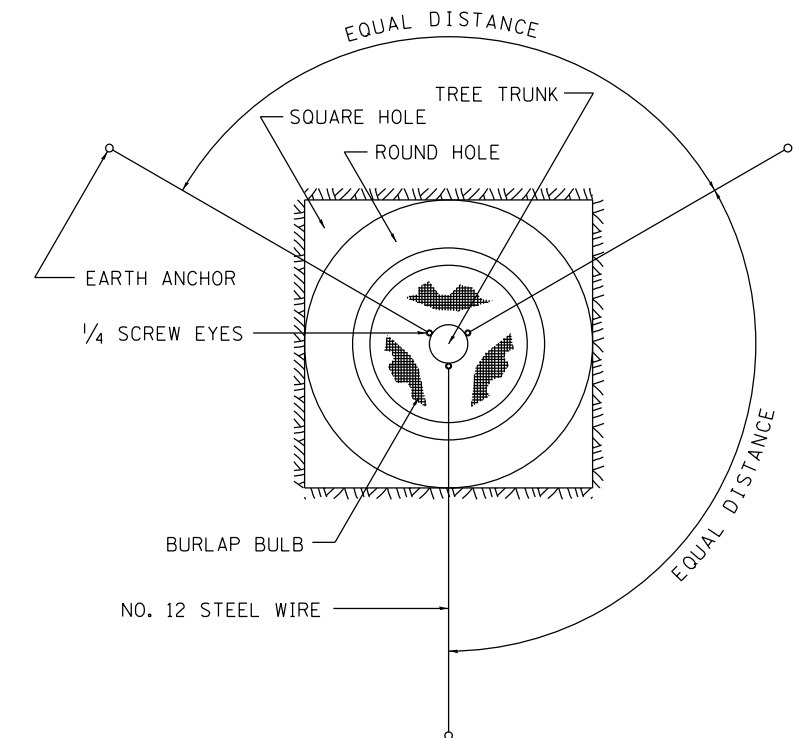 EQUAL DISTANCE
TREE TRUNK
SQUARE HOLE
ROUND HOLE
EARTH ANCHOR
1/4 SCREW EYES
EQUAL DISTANCE
BURLAP BULB
NO. 12 STEEL WIRE